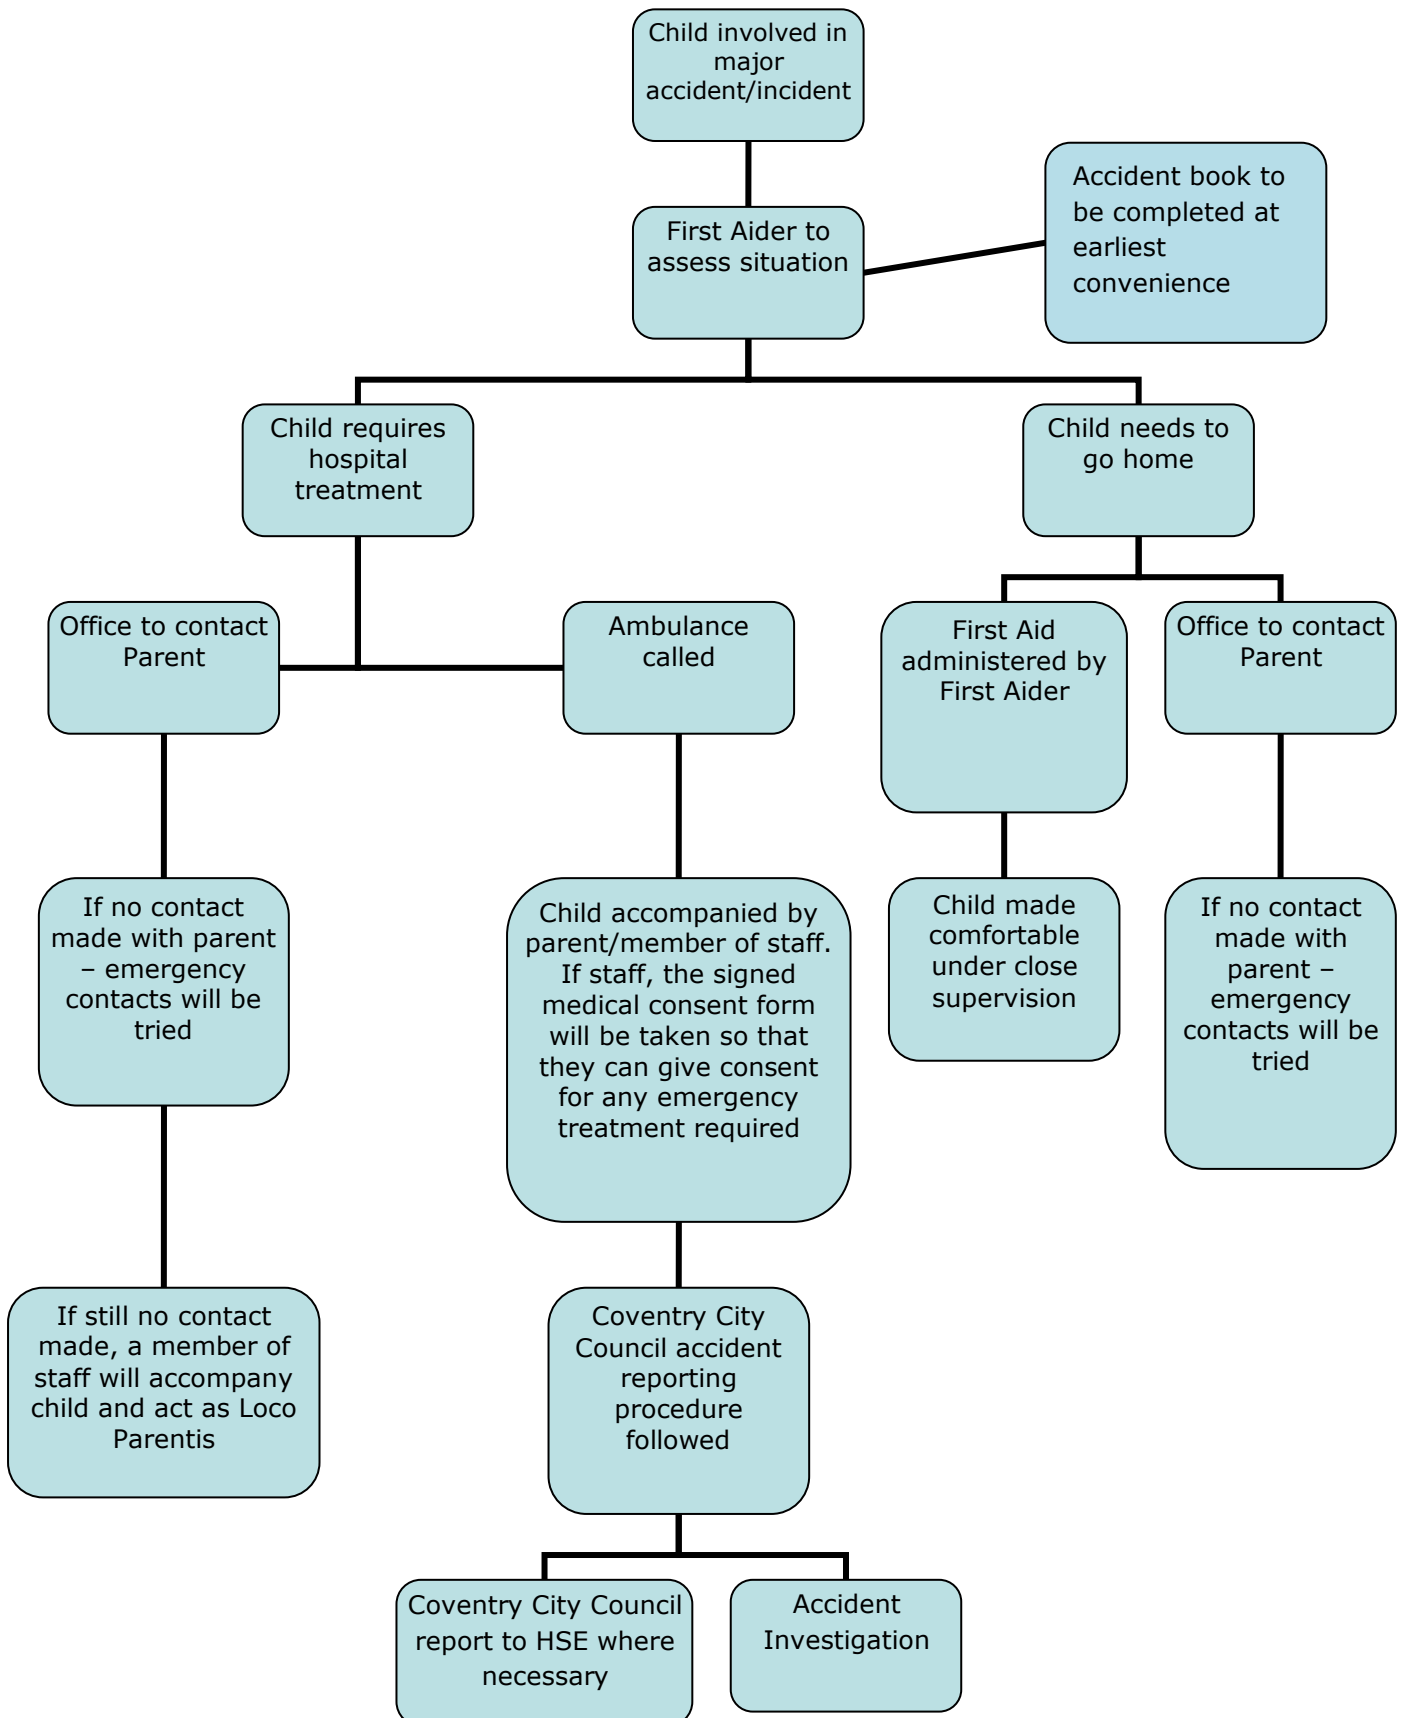 Child involved in
major
accident/incident
Accident book to
be completed at
earliest
convenience
First Aider to
assess situation
Child requires
hospital
treatment
Child needs to
go home
Office to contact
Parent
Ambulance
called
First Aid
administered by
First Aider
Office to contact
Parent
If no contact
made with parent
– emergency
contacts will be
tried
Child accompanied by
parent/member of staff.
If staff, the signed
medical consent form
will be taken so that
they can give consent
for any emergency
treatment required
Child made
comfortable
under close
supervision
If no contact
made with
parent –
emergency
contacts will be
tried
If still no contact
made, a member of
staff will accompany
child and act as Loco
Parentis
Coventry City
Council accident
reporting
procedure
followed
Coventry City Council
report to HSE where
necessary
Accident
Investigation